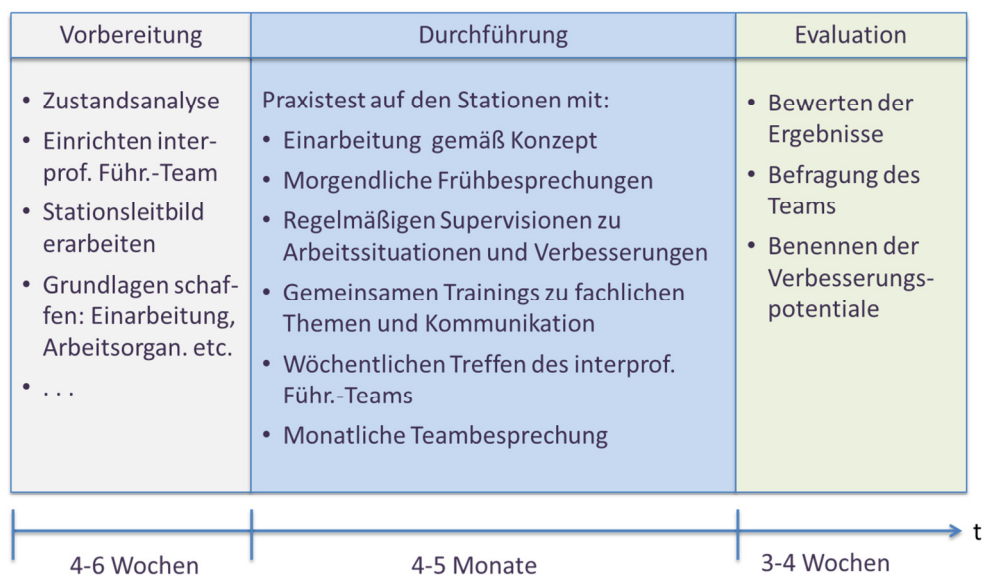 Vorbereitung
Durchführung
Evaluation
• Zustandsanalyse
• Einrichten inter-
prof. Führ.-Team
• Stationsleitbild
erarbeiten
• Grundlagen schaf-
fen: Einarbeitung,
Arbeitsorgan. etc.
• . . .
Praxistest auf den Stationen mit:
• Einarbeitung gemäß Konzept
• Morgendliche Frühbesprechungen
• Regelmäßigen Supervisionen zu
Arbeitssituationen und Verbesserungen
• Gemeinsamen Trainings zu fachlichen
Themen und Kommunikation
• Wöchentlichen Treffen des interprof.
Führ.-Teams
• Monatliche Teambesprechung
• Bewerten der
Ergebnisse
• Befragung des
Teams
• Benennen der
Verbesserungs-
potentiale
t
4-6 Wochen
4-5 Monate
3-4 Wochen